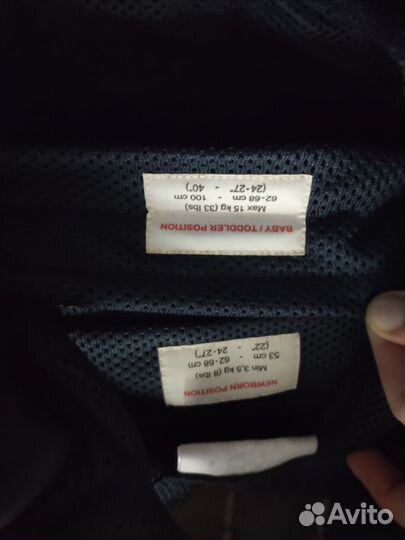 BABY / TODDLER POSITION
Max 15 kg (33 lbs)
62-68 cm - 100 cm
(24-27" - 40")
NEWBORN POSITION
Min 3,5 kg (8 lbs)
53 cm - 62-68 cm
(22" - 24-27")
Avito